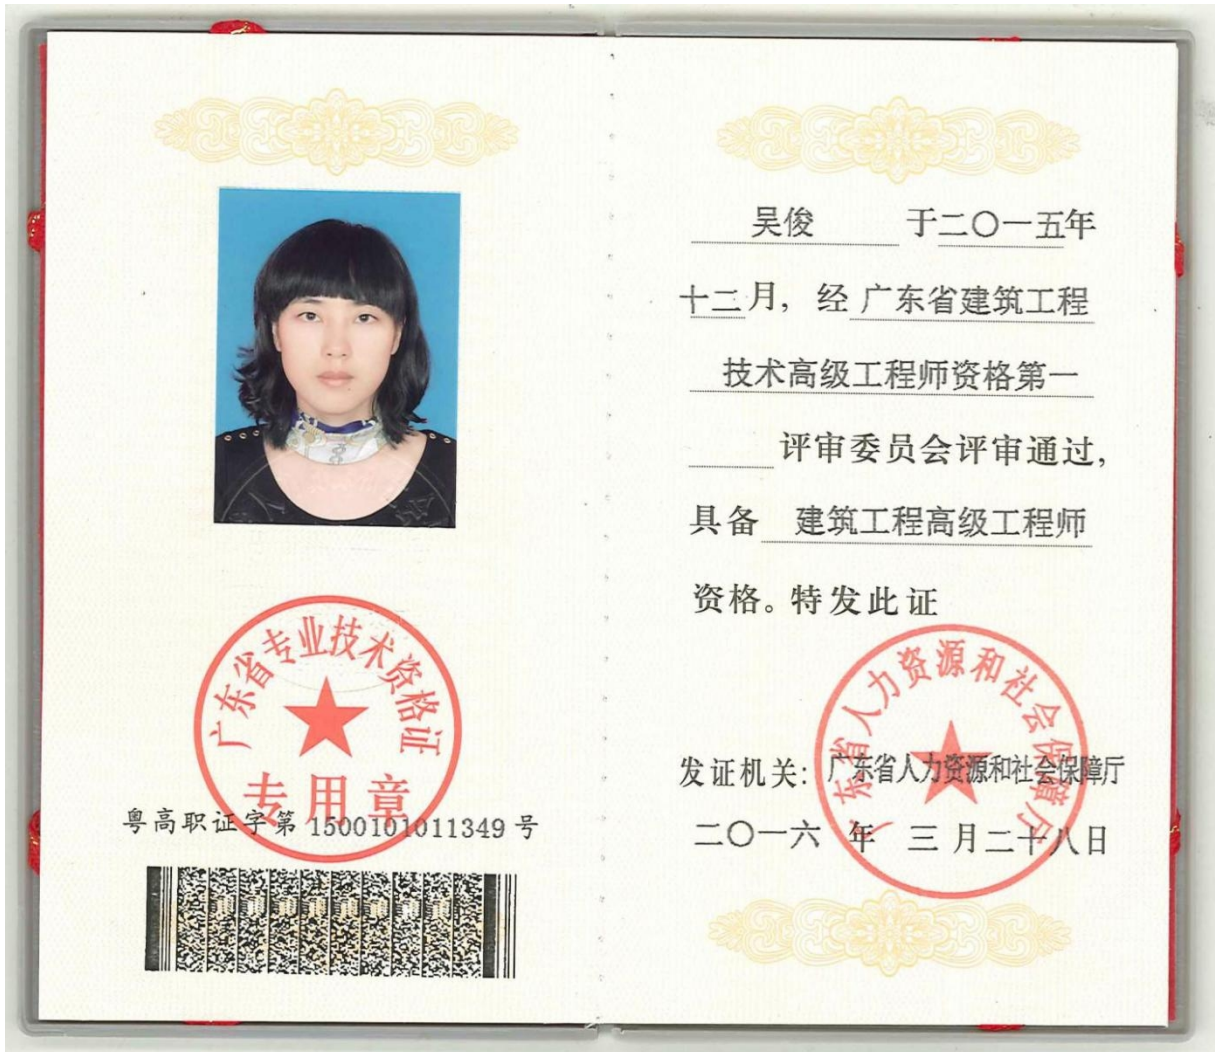 广东省专业技术资格证
专用章
粤高职证字第 1500101011349 号
吴俊 于二〇一五年
十二月，经 广东省建筑工程
技术高级工程师资格第一
评审委员会评审通过，
具备 建筑工程高级工程师
资格。特发此证
广东省人力资源和社会保障厅
发证机关：广东省人力资源和社会保障厅
二〇一六 年 三 月二十八日